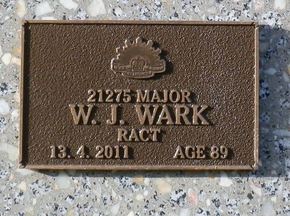 21275 MAJOR
W. J. WARK
RACT
13. 4. 2011 AGE 89